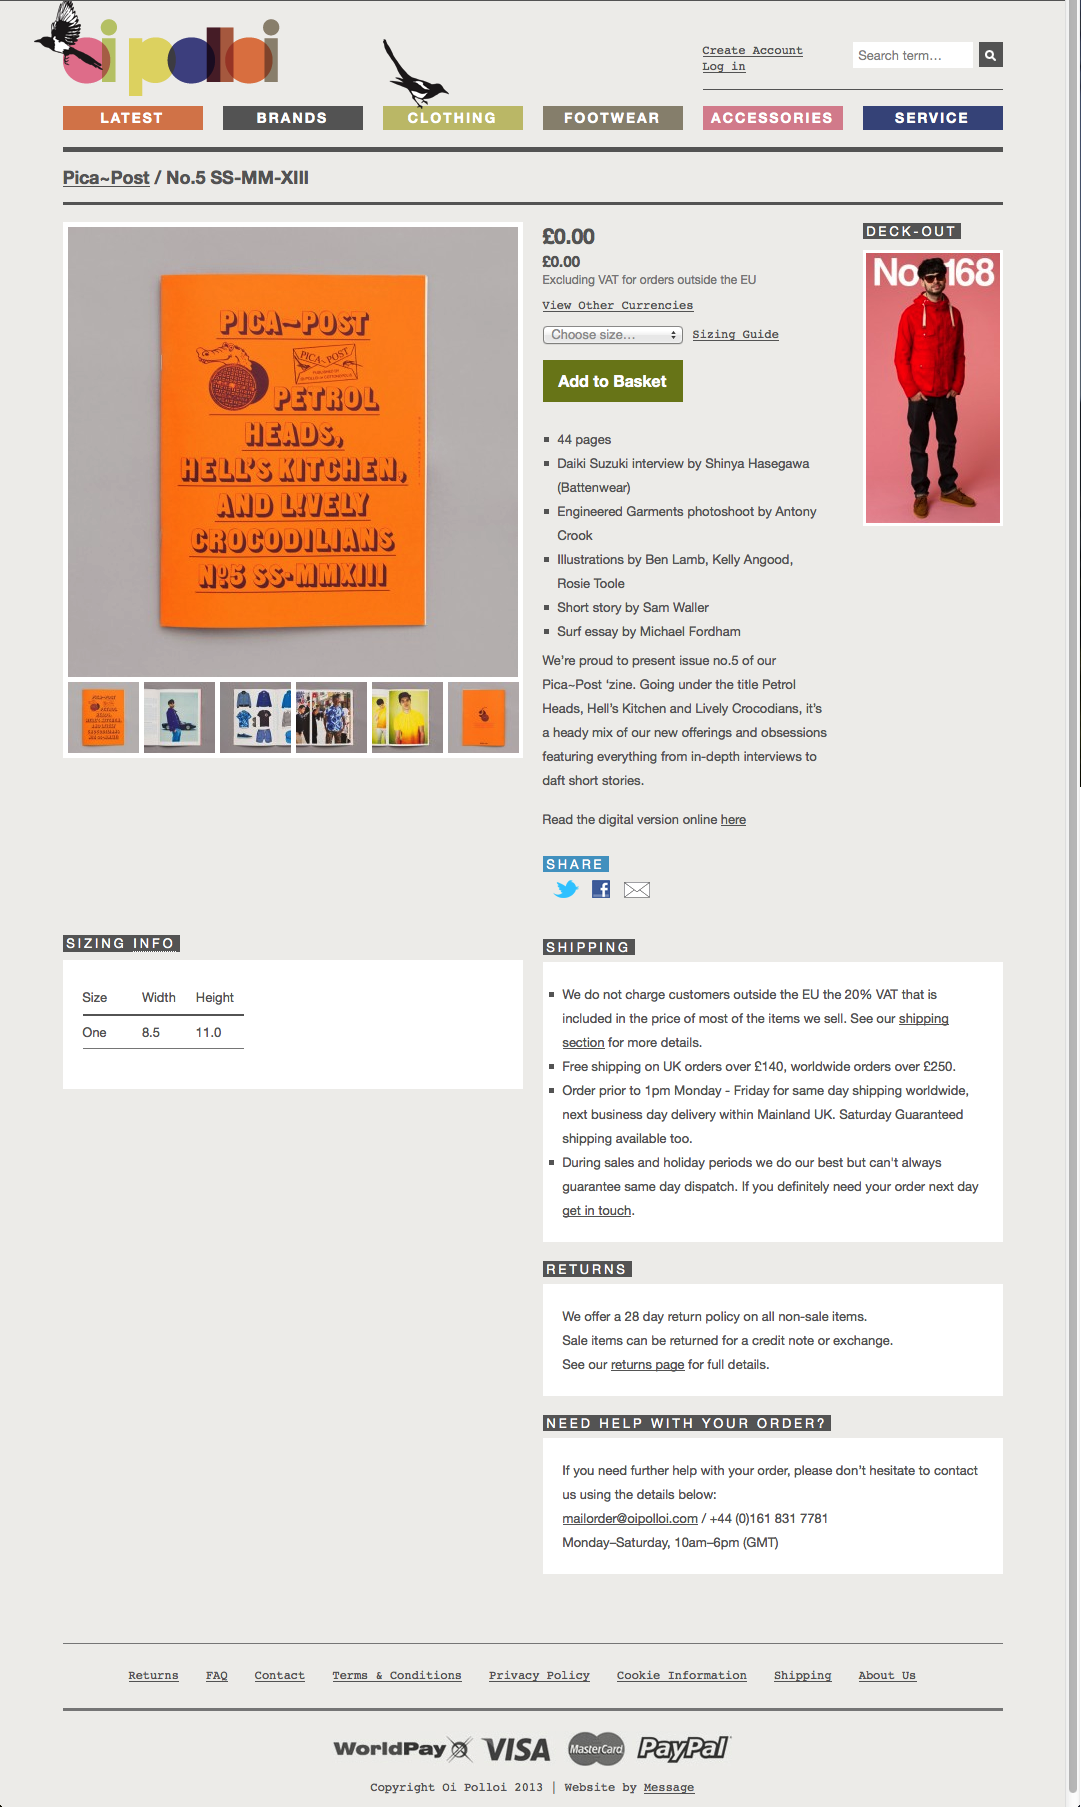 oi polloi
Create Account
Log in
Search term...
LATEST
BRANDS
CLOTHING
FOOTWEAR
ACCESSORIES
SERVICE
Pica~Post / No.5 SS-MM-XIII
PICA~POST
PICA~POST
PETROL
HEADS,
HELL'S KITCHEN,
AND L!VELY
CROCODILIANS
Nº5 SS-MMXIII
£0.00
£0.00
Excluding VAT for orders outside the EU
View Other Currencies
Choose size... Sizing Guide
Add to Basket
44 pages
Daiki Suzuki interview by Shinya Hasegawa
(Battenwear)
Engineered Garments photoshoot by Antony
Crook
Illustrations by Ben Lamb, Kelly Angood,
Rosie Toole
Short story by Sam Waller
Surf essay by Michael Fordham
We're proud to present issue no.5 of our
Pica~Post 'zine. Going under the title Petrol
Heads, Hell's Kitchen and Lively Crocodians, it's
a heady mix of our new offerings and obsessions
featuring everything from in-depth interviews to
daft short stories.
Read the digital version online here
SHARE
DECK-OUT
No 168
SIZING INFO
Size Width Height
One 8.5 11.0
SHIPPING
We do not charge customers outside the EU the 20% VAT that is
included in the price of most of the items we sell. See our shipping
section for more details.
Free shipping on UK orders over £140, worldwide orders over £250.
Order prior to 1pm Monday - Friday for same day shipping worldwide,
next business day delivery within Mainland UK. Saturday Guaranteed
shipping available too.
During sales and holiday periods we do our best but can't always
guarantee same day dispatch. If you definitely need your order next day
get in touch.
RETURNS
We offer a 28 day return policy on all non-sale items.
Sale items can be returned for a credit note or exchange.
See our returns page for full details.
NEED HELP WITH YOUR ORDER?
If you need further help with your order, please don't hesitate to contact
us using the details below:
mailorder@oipolloi.com / +44 (0)161 831 7781
Monday–Saturday, 10am–6pm (GMT)
Returns FAQ Contact Terms & Conditions Privacy Policy Cookie Information Shipping About Us
WorldPay VISA MasterCard PayPal
Copyright Oi Polloi 2013 | Website by Message